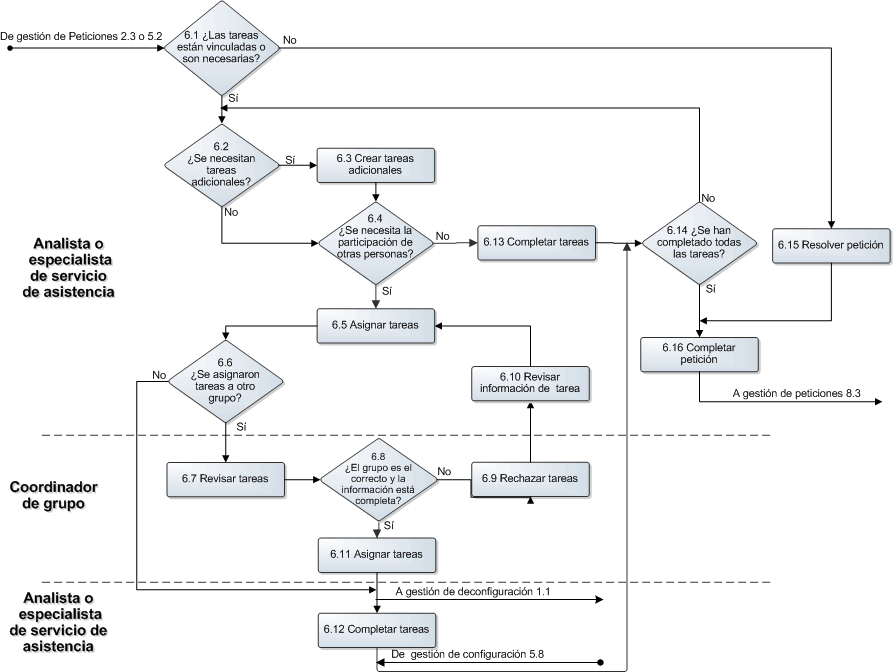 De gestión de Peticiones 2.3 o 5.2
6.1 ¿Las tareas
están vinculadas o
son necesarias?
No
Sí
6.2
¿Se necesitan
tareas
adicionales?
Sí
No
6.3 Crear tareas
adicionales
6.4
¿Se necesita la
participación de
otras personas?
No
Sí
6.13 Completar tareas
6.14 ¿Se han
completado todas
las tareas?
No
Sí
6.15 Resolver petición
6.16 Completar
petición
A gestión de peticiones 8.3
Analista o
especialista
de servicio
de asistencia
6.5 Asignar tareas
6.6
¿Se asignaron
tareas a otro
grupo?
No
Sí
6.10 Revisar
información de tarea
Coordinador
de grupo
6.7 Revisar tareas
6.8
¿El grupo es el
correcto y la
información está
completa?
No
Sí
6.9 Rechazar tareas
6.11 Asignar tareas
Analista o
especialista
de servicio de
asistencia
A gestión de deconfiguración 1.1
6.12 Completar tareas
De gestión de configuración 5.8